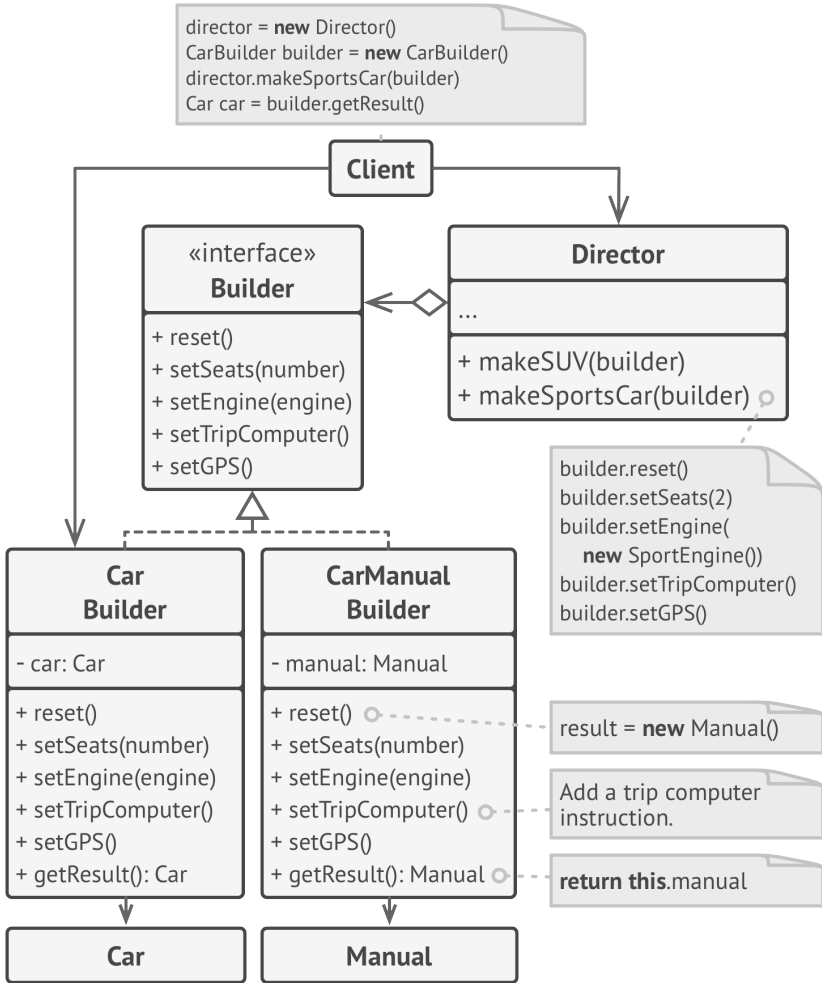 director = new Director()
CarBuilder builder = new CarBuilder()
director.makeSportsCar(builder)
Car car = builder.getResult()
Client
«interface»
Builder
+ reset()
+ setSeats(number)
+ setEngine(engine)
+ setTripComputer()
+ setGPS()
Director
...
+ makeSUV(builder)
+ makeSportsCar(builder)
builder.reset()
builder.setSeats(2)
builder.setEngine(
new SportEngine())
builder.setTripComputer()
builder.setGPS()
Car
Builder
- car: Car
+ reset()
+ setSeats(number)
+ setEngine(engine)
+ setTripComputer()
+ setGPS()
+ getResult(): Car
CarManual
Builder
- manual: Manual
+ reset()
+ setSeats(number)
+ setEngine(engine)
+ setTripComputer()
+ setGPS()
+ getResult(): Manual
result = new Manual()
Add a trip computer
instruction.
return this.manual
Car
Manual